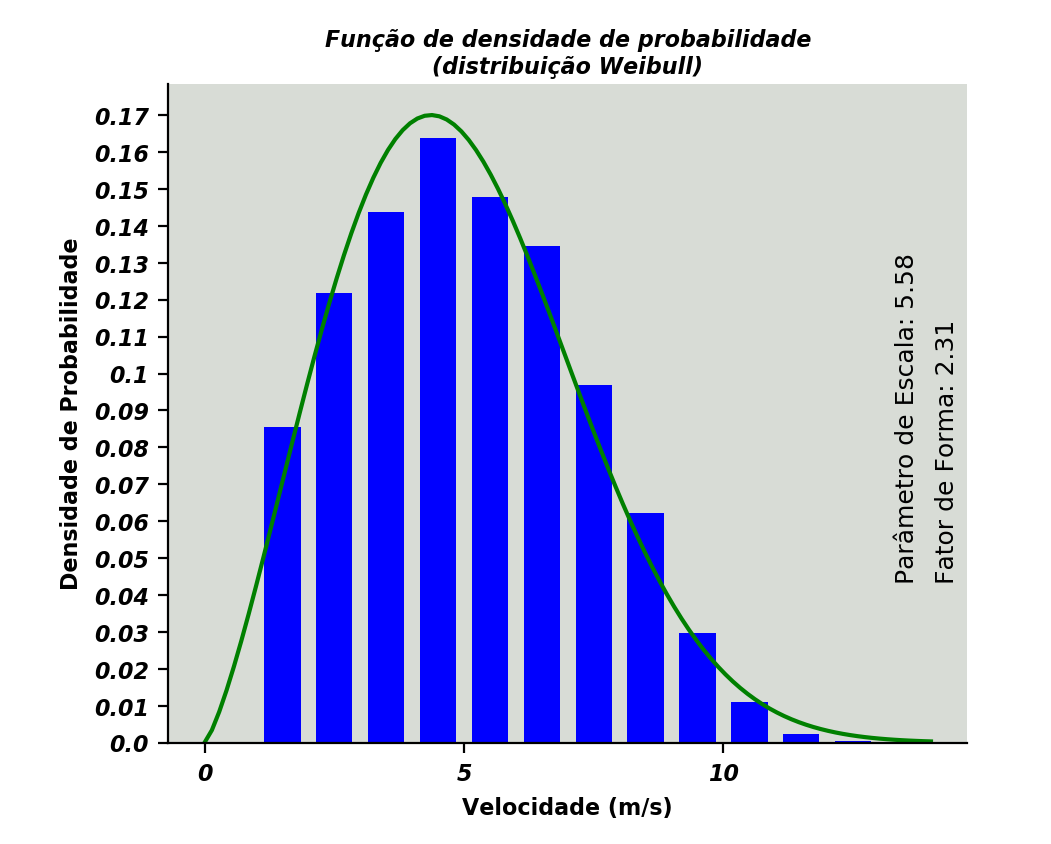 Função de densidade de probabilidade
(distribuição Weibull)
0.17
0.16
0.15
0.14
0.13
0.12
0.11
0.1
0.09
0.08
0.07
0.06
0.05
0.04
0.03
0.02
0.01
0.0
Densidade de Probabilidade
Parâmetro de Escala: 5.58
Fator de Forma: 2.31
0 5 10
Velocidade (m/s)